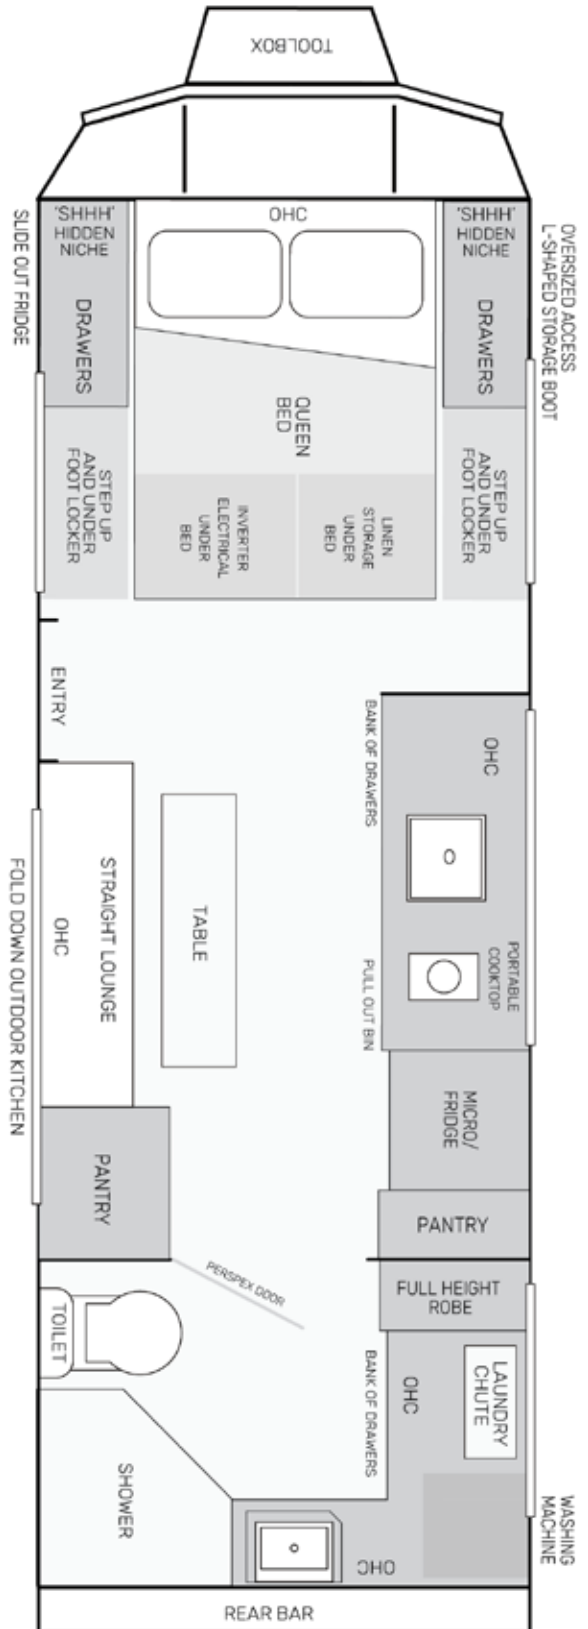 TOOLBOX
'SHHH'
HIDDEN
NICHE
OHC
'SHHH'
HIDDEN
NICHE
SLIDE OUT FRIDGE
OVERSIZED ACCESS
L-SHAPED STORAGE BOOT
DRAWERS
DRAWERS
QUEEN
BED
STEP UP
AND UNDER
FOOT LOCKER
INVERTER
ELECTRICAL
UNDER
BED
LINEN
STORAGE
UNDER
BED
STEP UP
AND UNDER
FOOT LOCKER
ENTRY
BANK OF DRAWERS
OHC
STRAIGHT LOUNGE
OHC
FOLD DOWN OUTDOOR KITCHEN
TABLE
PORTABLE
COOKTOP
PULL OUT BIN
MICRO/
FRIDGE
PANTRY
PANTRY
PERSPEX DOOR
FULL HEIGHT
ROBE
TOILET
BANK OF DRAWERS
OHC
LAUNDRY
CHUTE
SHOWER
WASHING
MACHINE
OHC
REAR BAR